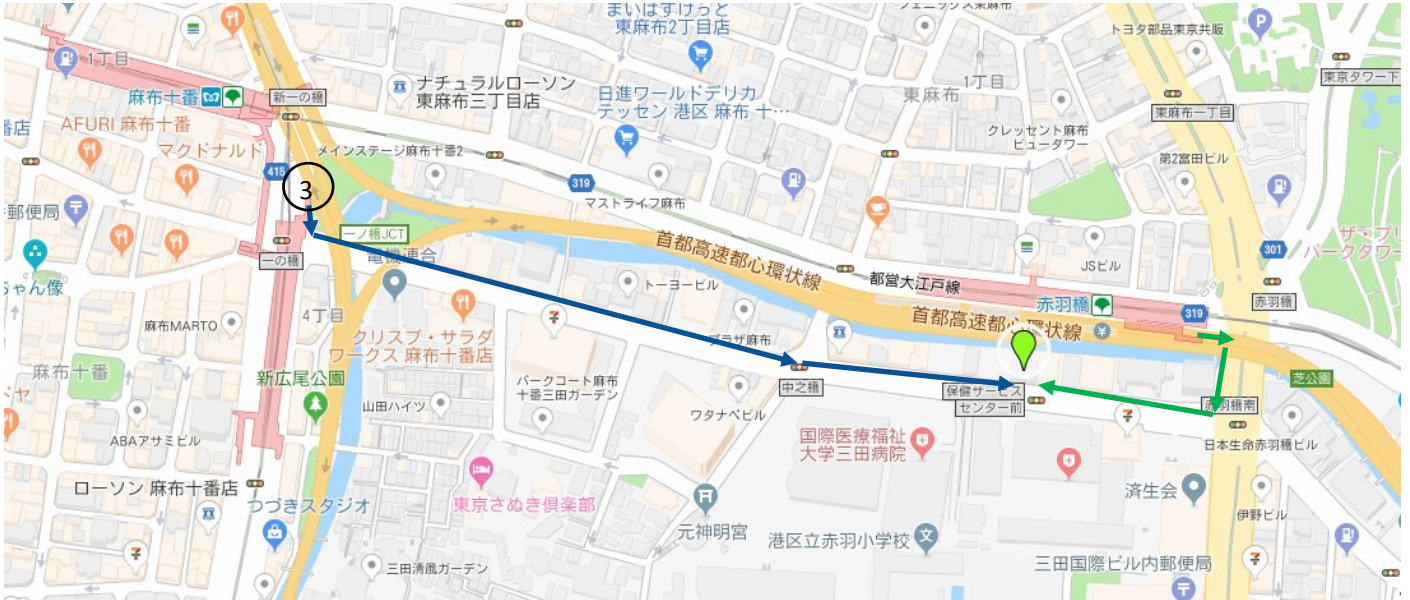 まいばすけっと
東麻布2丁目店
フェニックス東麻布
トヨタ部品東京共販
P
1丁目
麻布十番
新一の橋
ナチュラルローソン
東麻布三丁目店
日進ワールドデリカ
テッセン 港区 麻布 十…
1丁目
東麻布
東京タワー下
東麻布一丁目
番店
AFURI 麻布十番
マクドナルド
415
メインステージ麻布十番2
クレッセント麻布
ビュータワー
第2富田ビル
3
319
マストライフ麻布
郵便局
一ノ橋JCT
電機連合
一の橋
首都高速都心環状線
都営大江戸線
JSビル
301
ザ・プリ
パークタワー
ちゃん像
トーヨービル
赤羽橋
赤羽橋
319
麻布MARTO
4丁目
クリスプ・サラダ
ワークス 麻布十番店
プラザ麻布
首都高速都心環状線
麻布十番
新広尾公園
パークコート麻布
十番三田ガーデン
中之橋
保健サービス
センター前
芝公園
赤羽橋南
ドヤ
山田ハイツ
ワタナベビル
国際医療福祉
大学三田病院
日本生命赤羽橋ビル
ABAアサミビル
ローソン 麻布十番店
つづきスタジオ
東京さぬき倶楽部
元神明宮
港区立赤羽小学校
文
済生会
伊野ビル
三田清風ガーデン
三田国際ビル内郵便局